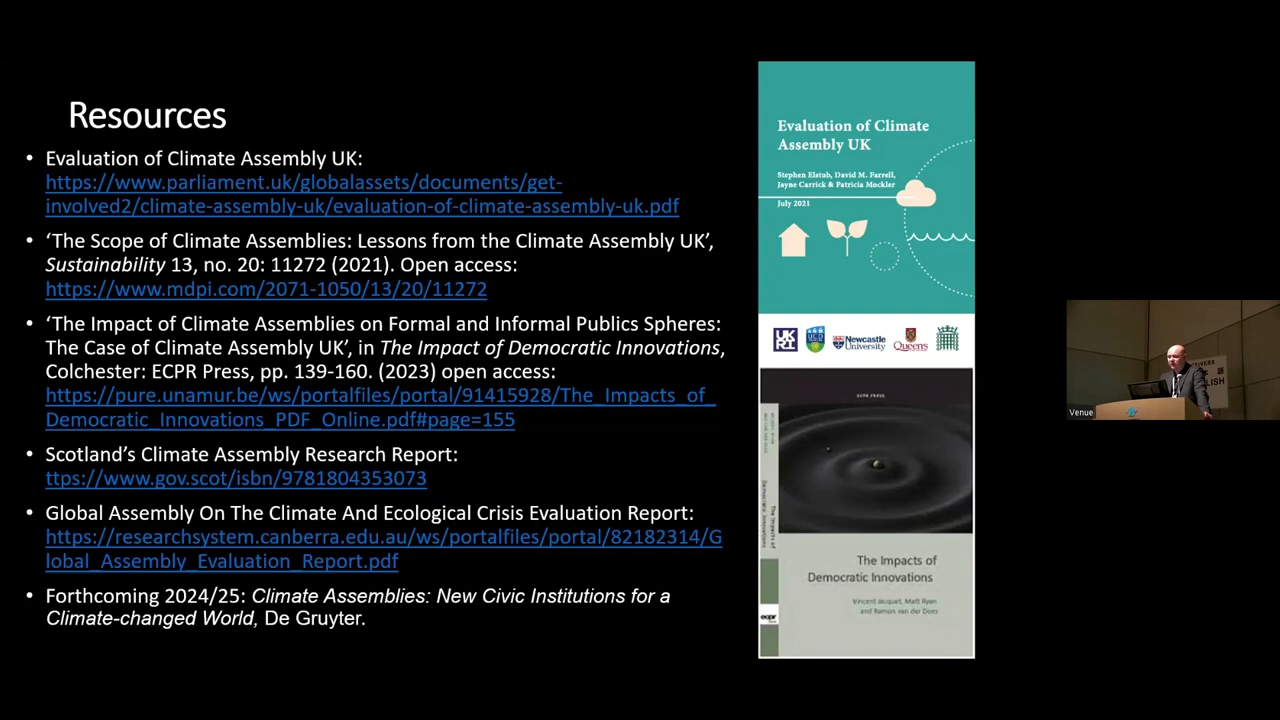 Resources
• Evaluation of Climate Assembly UK:
https://www.parliament.uk/globalassets/documents/get-
involved2/climate-assembly-uk/evaluation-of-climate-assembly-uk.pdf
• ‘The Scope of Climate Assemblies: Lessons from the Climate Assembly UK’,
Sustainability 13, no. 20: 11272 (2021). Open access:
https://www.mdpi.com/2071-1050/13/20/11272
• ‘The Impact of Climate Assemblies on Formal and Informal Publics Spheres:
The Case of Climate Assembly UK’, in The Impact of Democratic Innovations,
Colchester: ECPR Press, pp. 139-160. (2023) open access:
https://pure.unamur.be/ws/portalfiles/portal/91415928/The_Impacts_of_
Democratic_Innovations_PDF_Online.pdf#page=155
• Scotland’s Climate Assembly Research Report:
ttps://www.gov.scot/isbn/9781804353073
• Global Assembly On The Climate And Ecological Crisis Evaluation Report:
https://researchsystem.canberra.edu.au/ws/portalfiles/portal/82182314/G
lobal_Assembly_Evaluation_Report.pdf
• Forthcoming 2024/25: Climate Assemblies: New Civic Institutions for a
Climate-changed World, De Gruyter.
Evaluation of Climate
Assembly UK
Stephen Elstub, David M. Farrell,
Jayne Carrick & Patricia Mockler
July 2021
UK
RI
UCD
Newcastle
University
Queen's
ECPR PRESS
The Impacts of
Democratic Innovations
The Impacts of
Democratic Innovations
Vincent Jacquet, Matt Ryan
and Ramon van der Does
ecpr
Venue